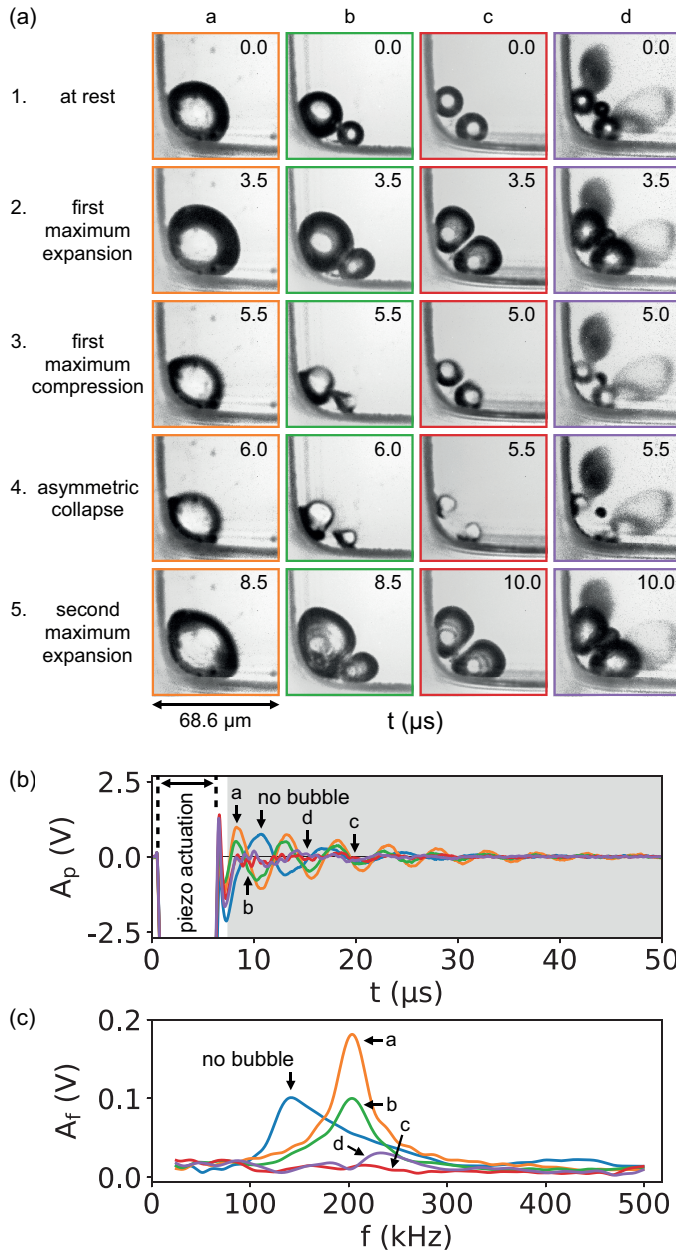 (a)
a b c d
0.0 0.0 0.0 0.0
1. at rest
3.5 3.5 3.5 3.5
2. first
maximum
expansion
5.5 5.5 5.0 5.0
3. first
maximum
compression
6.0 6.0 5.5 5.5
4. asymmetric
collapse
8.5 8.5 10.0 10.0
5. second
maximum
expansion
68.6 µm
t (µs)
(b)
2.5
0.0
-2.5
Ap (V)
piezo actuation
a
no bubble
d
c
b
0 10 20 30 40 50
t (µs)
(c)
0.2
0.1
0.0
Af (V)
no bubble
a
b
c
d
0 100 200 300 400 500
f (kHz)